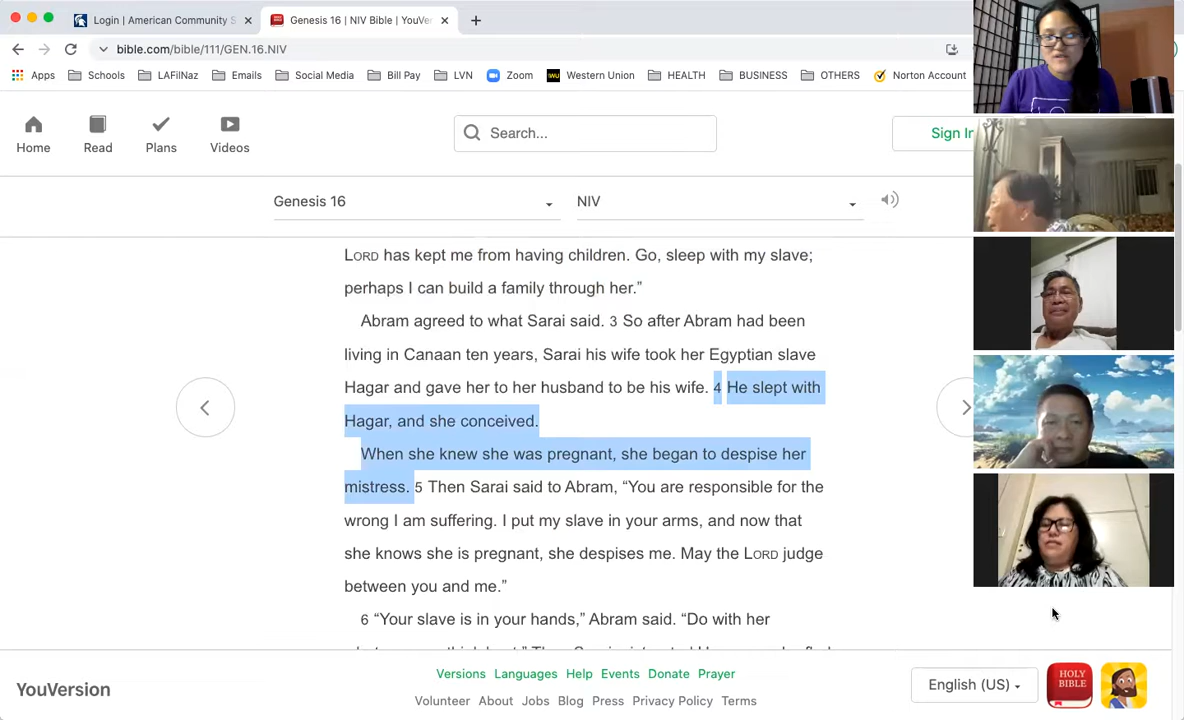 Login | American Community S
Genesis 16 | NIV Bible | YouVer
bible.com/bible/111/GEN.16.NIV
Apps Schools LAFilNaz Emails Social Media Bill Pay LVN Zoom WU Western Union HEALTH BUSINESS OTHERS Norton Account
Home Read Plans Videos
Search...
Sign In
Genesis 16
NIV
LORD has kept me from having children. Go, sleep with my slave;
perhaps I can build a family through her.”
Abram agreed to what Sarai said. 3 So after Abram had been
living in Canaan ten years, Sarai his wife took her Egyptian slave
Hagar and gave her to her husband to be his wife. 4 He slept with
Hagar, and she conceived.
When she knew she was pregnant, she began to despise her
mistress. 5 Then Sarai said to Abram, “You are responsible for the
wrong I am suffering. I put my slave in your arms, and now that
she knows she is pregnant, she despises me. May the LORD judge
between you and me.”
6 “Your slave is in your hands,” Abram said. “Do with her
YouVersion
Versions Languages Help Events Donate Prayer
Volunteer About Jobs Blog Press Privacy Policy Terms
English (US)
HOLY
BIBLE